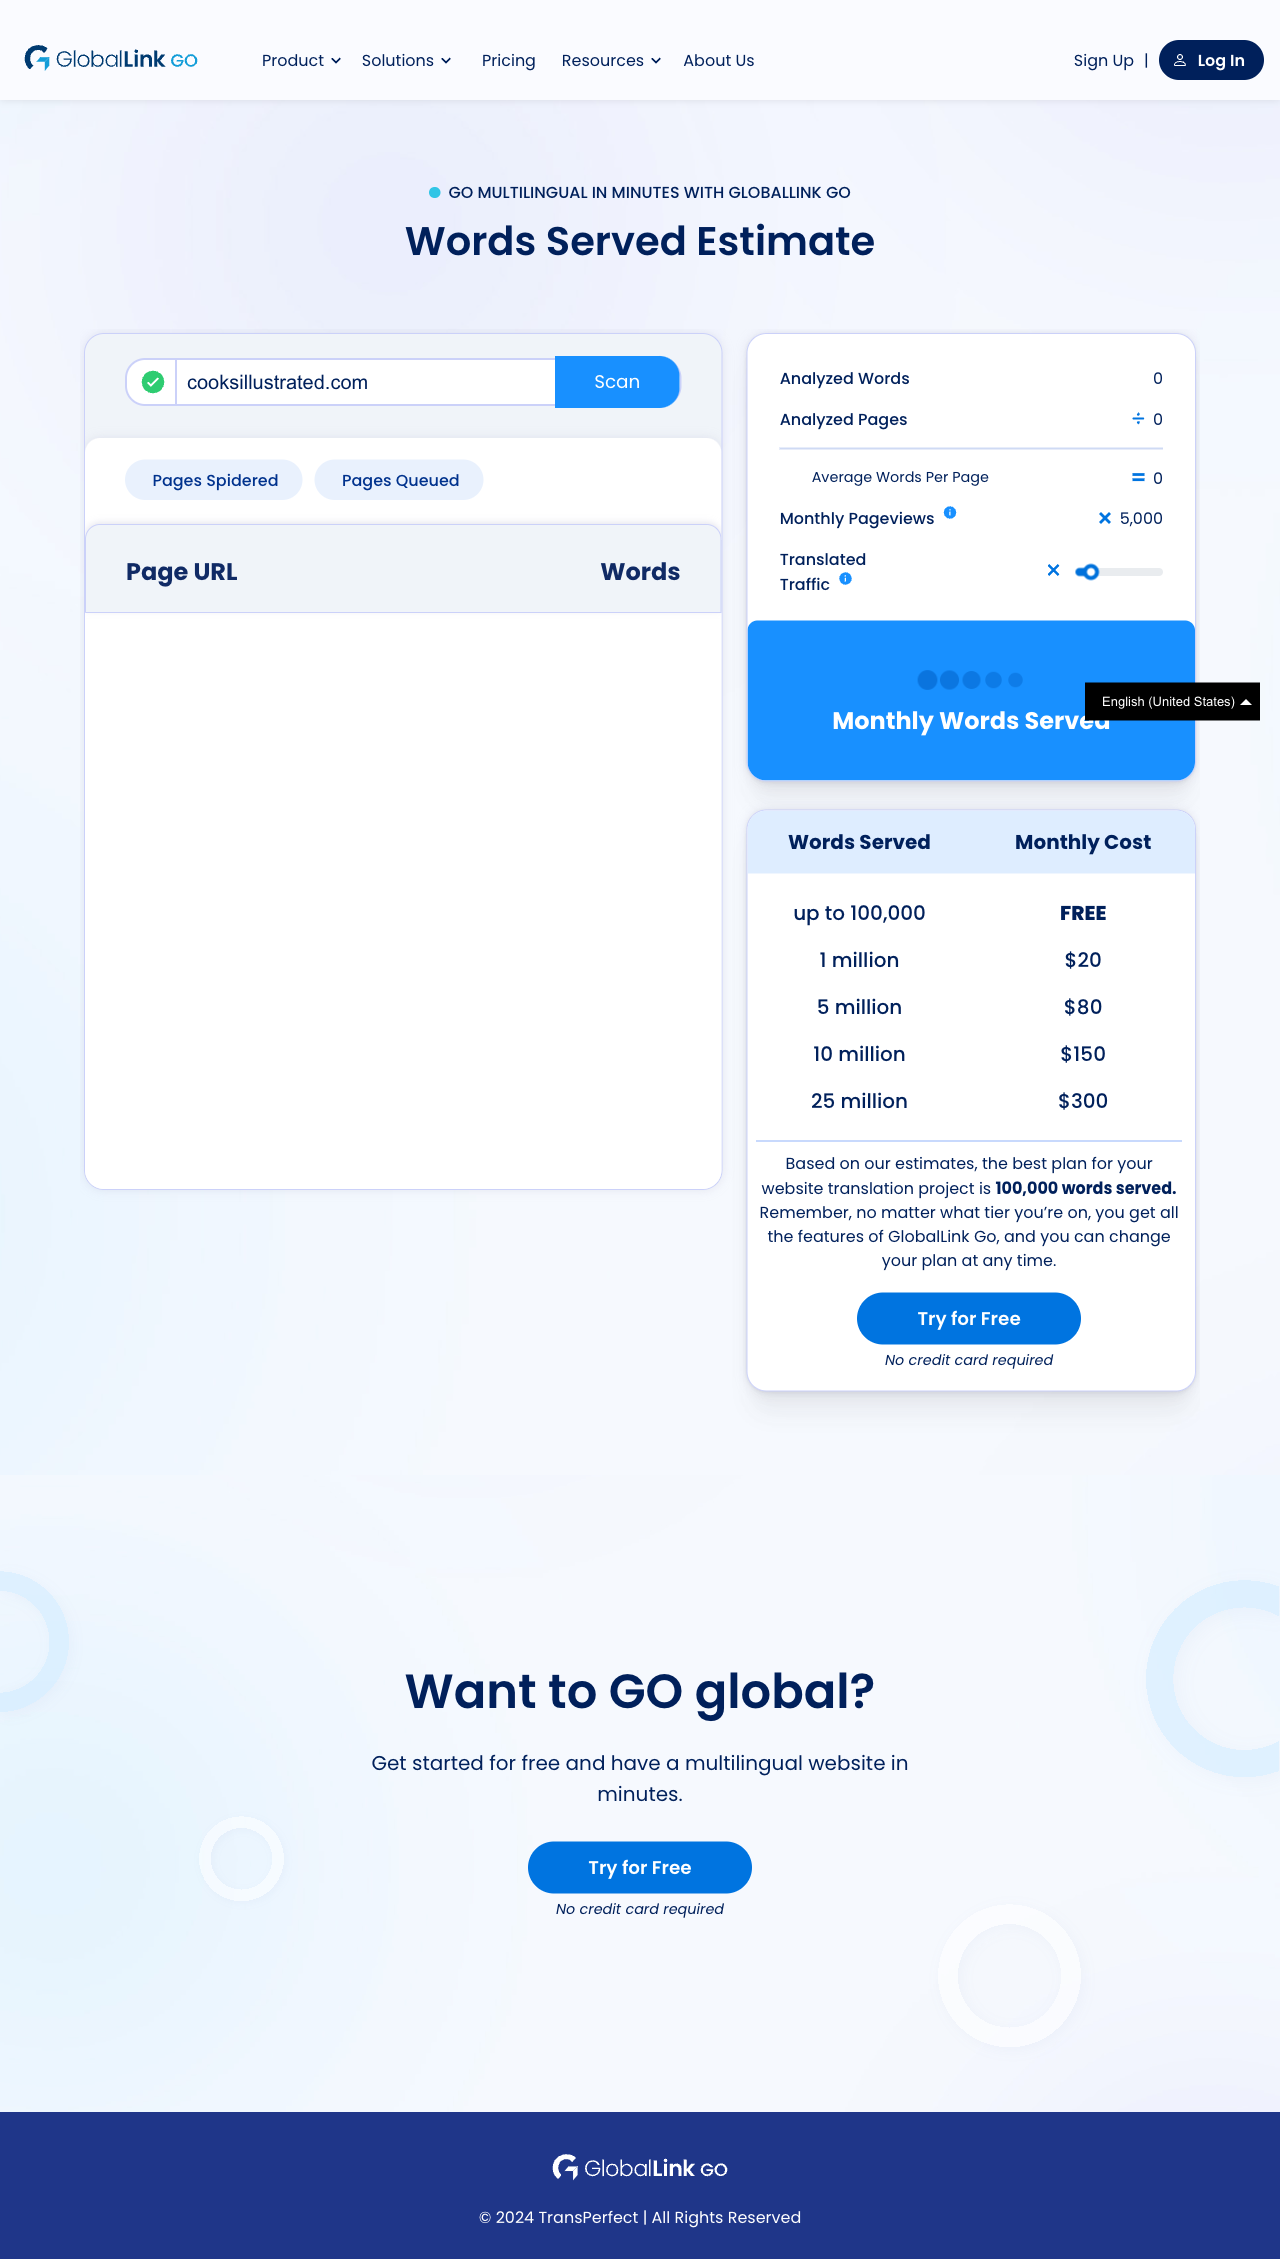 GlobalLink GO
Product
Solutions
Pricing
Resources
About Us
Sign Up |
Log In
GO MULTILINGUAL IN MINUTES WITH GLOBALLINK GO
Words Served Estimate
cooksillustrated.com
Scan
Pages Spidered
Pages Queued
Page URL
Words
Analyzed Words 0
Analyzed Pages ÷ 0
Average Words Per Page = 0
Monthly Pageviews × 5,000
Translated
Traffic ×
Monthly Words Served
English (United States)
Words Served Monthly Cost
up to 100,000 FREE
1 million $20
5 million $80
10 million $150
25 million $300
Based on our estimates, the best plan for your
website translation project is 100,000 words served.
Remember, no matter what tier you’re on, you get all
the features of GlobalLink Go, and you can change
your plan at any time.
Try for Free
No credit card required
Want to GO global?
Get started for free and have a multilingual website in
minutes.
Try for Free
No credit card required
GlobalLink GO
© 2024 TransPerfect | All Rights Reserved